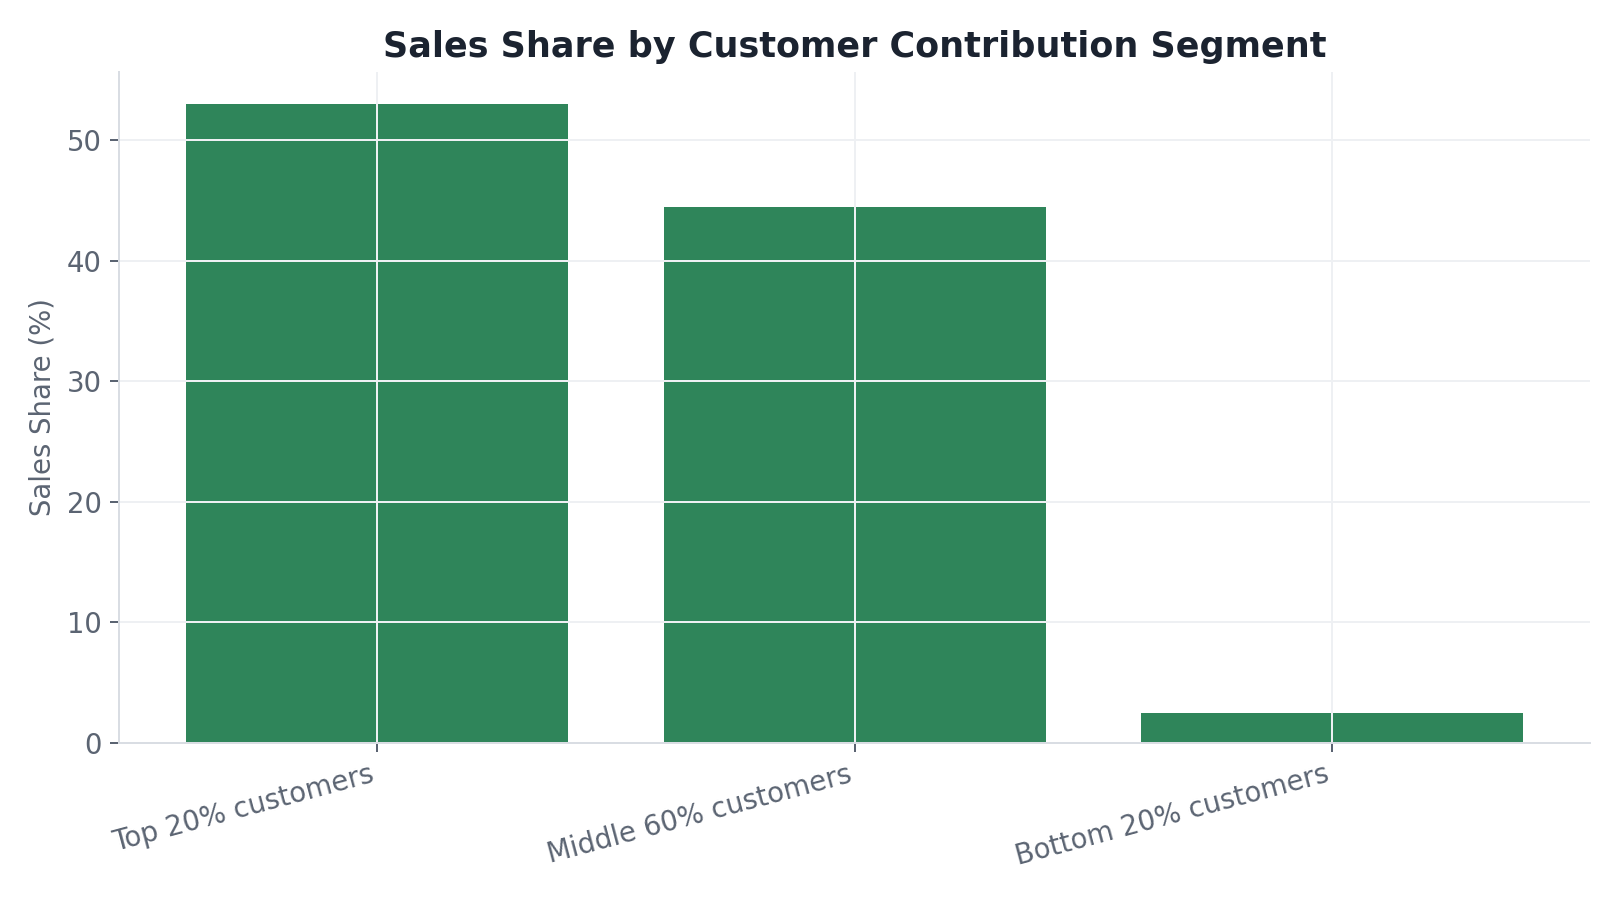 Sales Share by Customer Contribution Segment
Sales Share (%)
50
40
30
20
10
0
Top 20% customers
Middle 60% customers
Bottom 20% customers